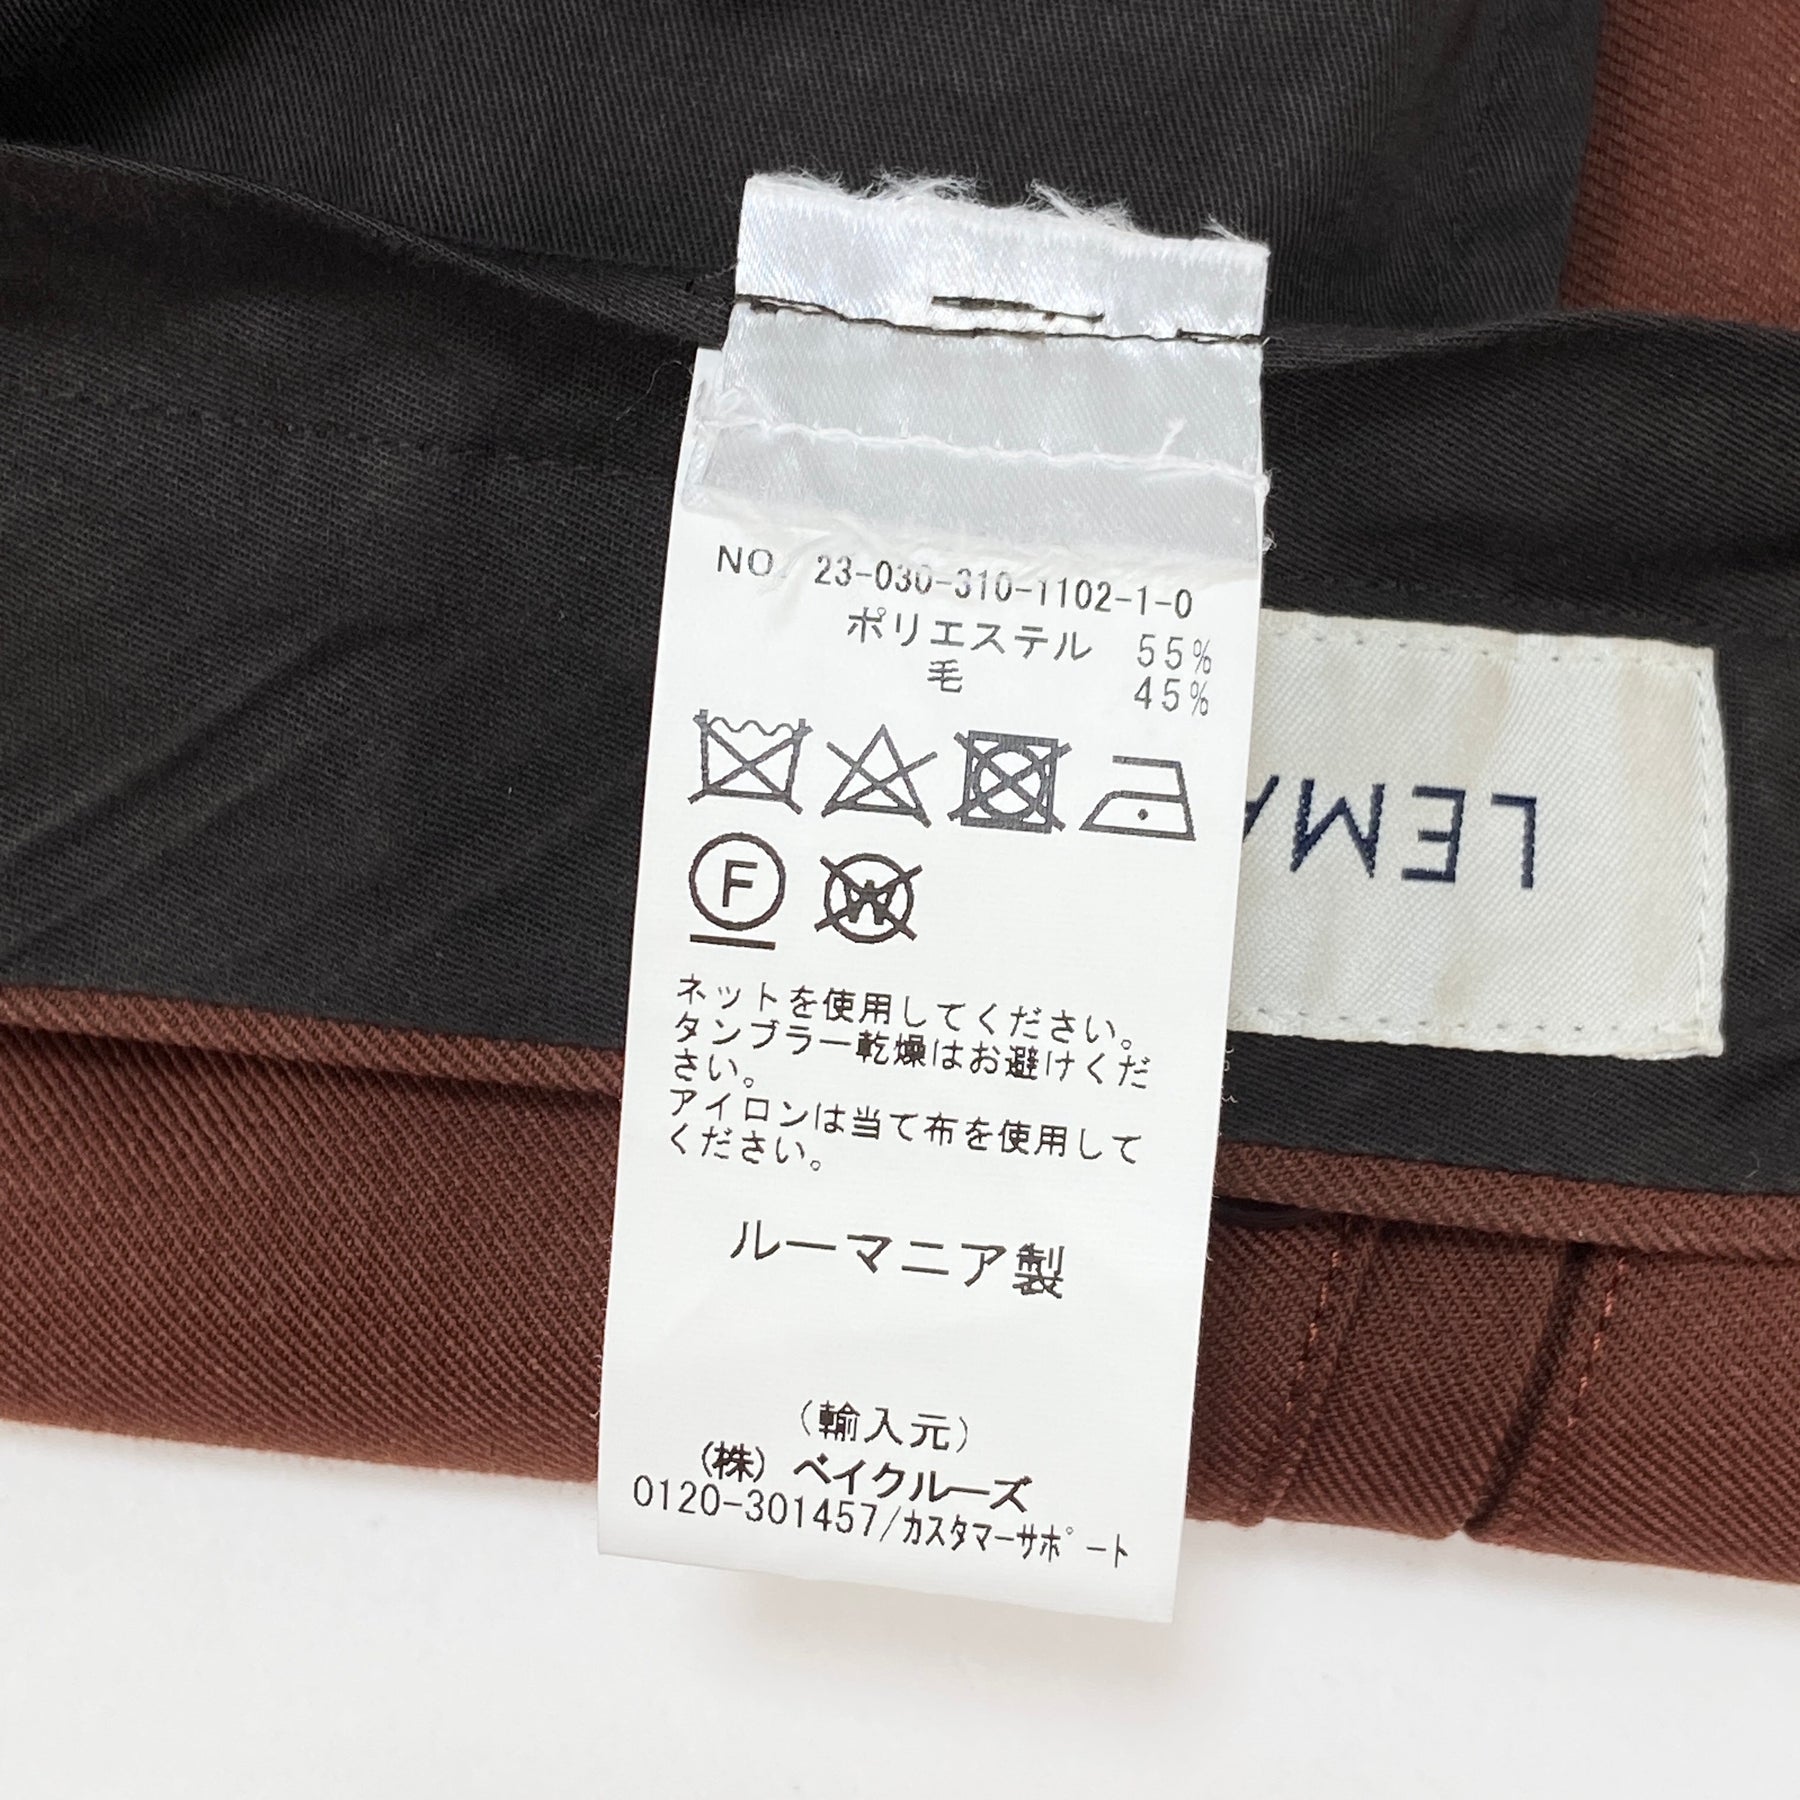 NO. 23-030-310-1102-1-0
ポリエステル 55%
毛 45%
F
W
ネットを使用してください。
タンブラー乾燥はお避けくだ
さい。
アイロンは当て布を使用して
ください。
ルーマニア製
(輸入元)
(株) ベイクルーズ
0120-301457/カスタマーサポート
LEMA